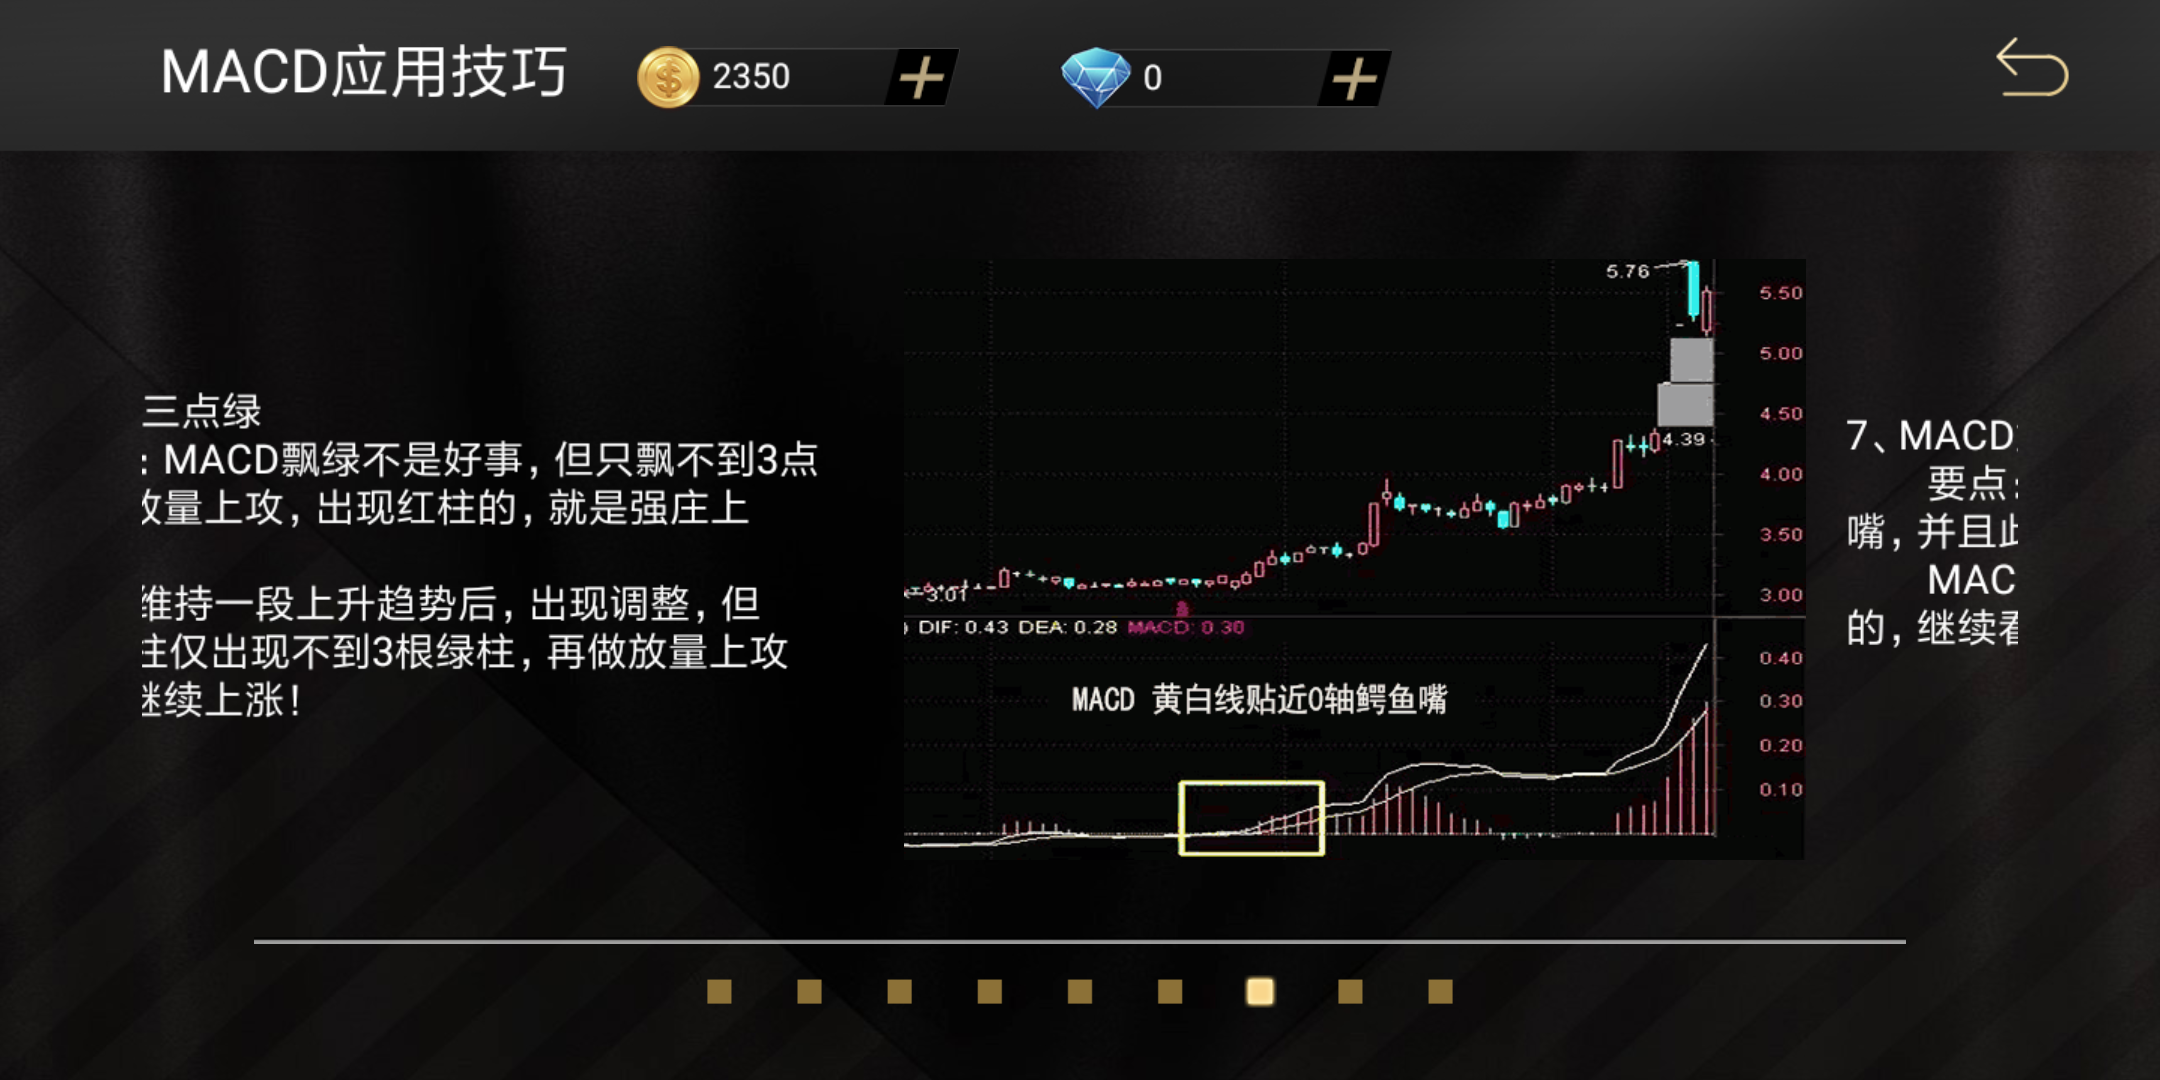 MACD应用技巧
2350
0
三点绿
：MACD飘绿不是好事，但只飘不到3点
放量上攻，出现红柱的，就是强庄上
维持一段上升趋势后，出现调整，但
柱仅出现不到3根绿柱，再做放量上攻
继续上涨！
5.76
5.50
5.00
4.50
4.39
4.00
3.50
3.01
3.00
DIF: 0.43 DEA: 0.28 MACD: 0.30
0.40
MACD 黄白线贴近0轴鳄鱼嘴
0.30
0.20
0.10
7、MACD
要点：
嘴，并且此
MAC
的，继续看